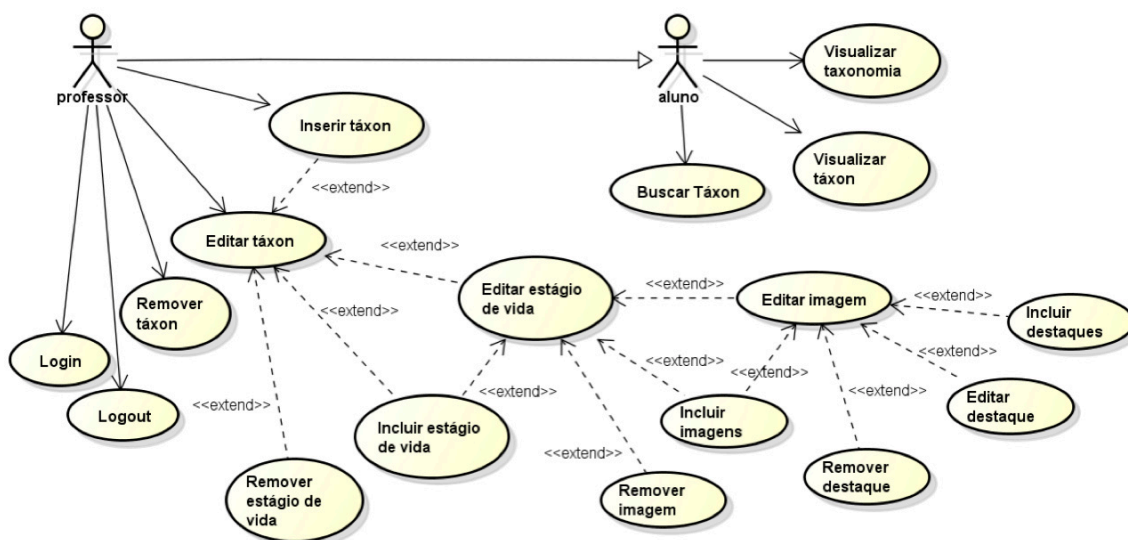 Visualizar
taxonomia
professor
aluno
Inserir táxon
Visualizar
táxon
<<extend>>
Buscar Táxon
Editar táxon
<<extend>>
Editar estágio
de vida
<<extend>>
Editar imagem
<<extend>>
Incluir
destaques
Remover
táxon
Login
<<extend>>
<<extend>>
<<extend>>
<<extend>>
<<extend>>
Editar
destaque
Logout
<<extend>>
Incluir estágio
de vida
Incluir
imagens
<<extend>>
<<extend>>
Remover
destaque
Remover
estágio de
vida
Remover
imagem